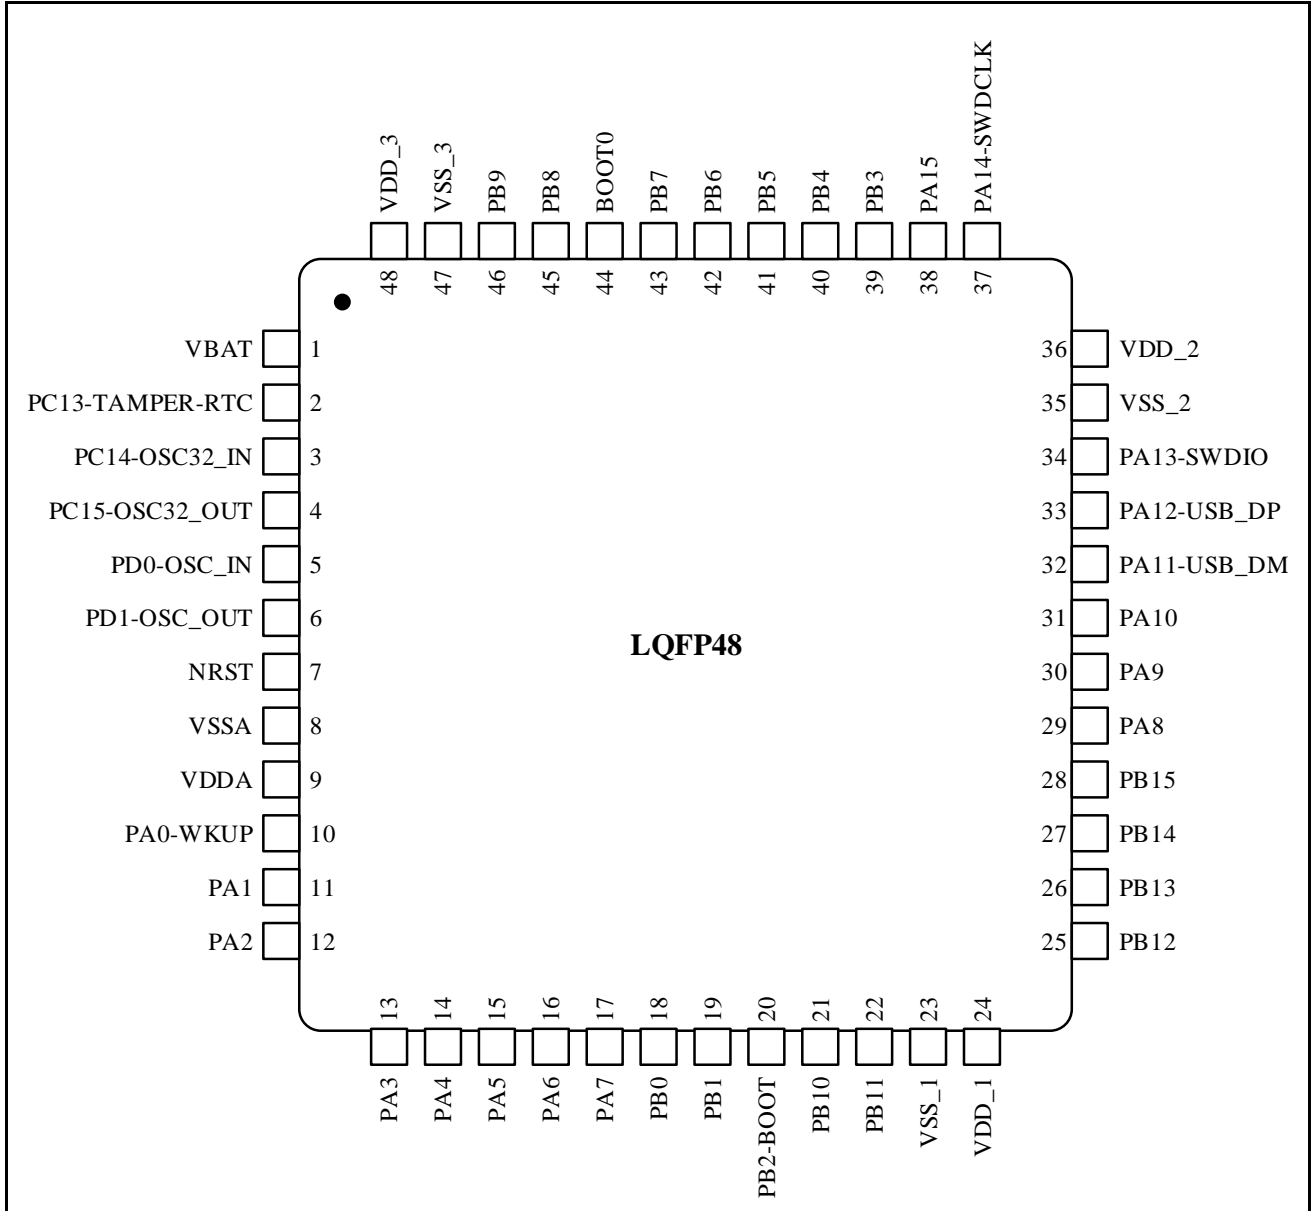 VDD_3
VSS_3
PB9
PB8
BOOT0
PB7
PB6
PB5
PB4
PB3
PA15
PA14-SWDCLK
48
47
46
45
44
43
42
41
40
39
38
37
VBAT 1
36 VDD_2
PC13-TAMPER-RTC 2
35 VSS_2
PC14-OSC32_IN 3
34 PA13-SWDIO
PC15-OSC32_OUT 4
33 PA12-USB_DP
PD0-OSC_IN 5
32 PA11-USB_DM
PD1-OSC_OUT 6
31 PA10
LQFP48
NRST 7
30 PA9
VSSA 8
29 PA8
VDDA 9
28 PB15
PA0-WKUP 10
27 PB14
PA1 11
26 PB13
PA2 12
25 PB12
13
14
15
16
17
18
19
20
21
22
23
24
PA3
PA4
PA5
PA6
PA7
PB0
PB1
PB2-BOOT
PB10
PB11
VSS_1
VDD_1